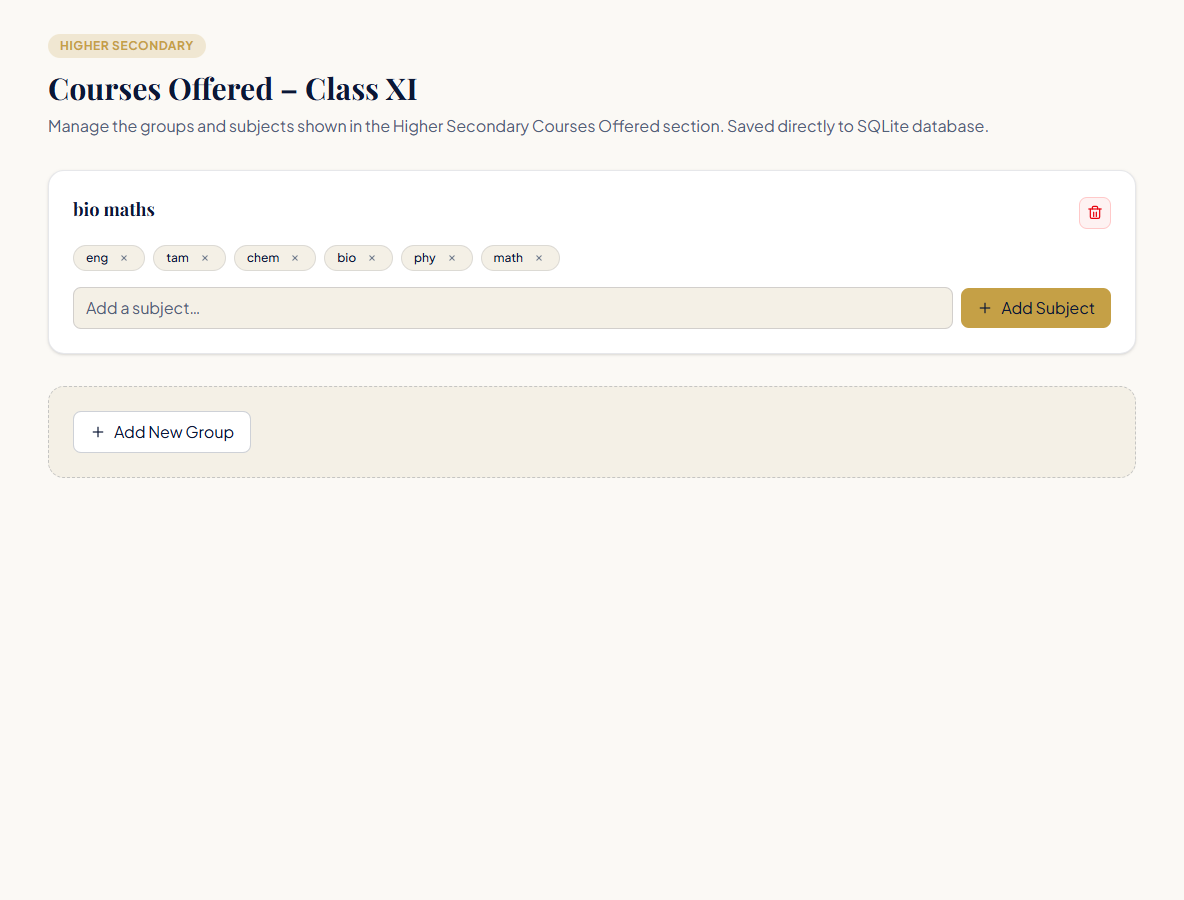 HIGHER SECONDARY
Courses Offered – Class XI
Manage the groups and subjects shown in the Higher Secondary Courses Offered section. Saved directly to SQLite database.
bio maths
eng × tam × chem × bio × phy × math ×
Add a subject… + Add Subject
+ Add New Group